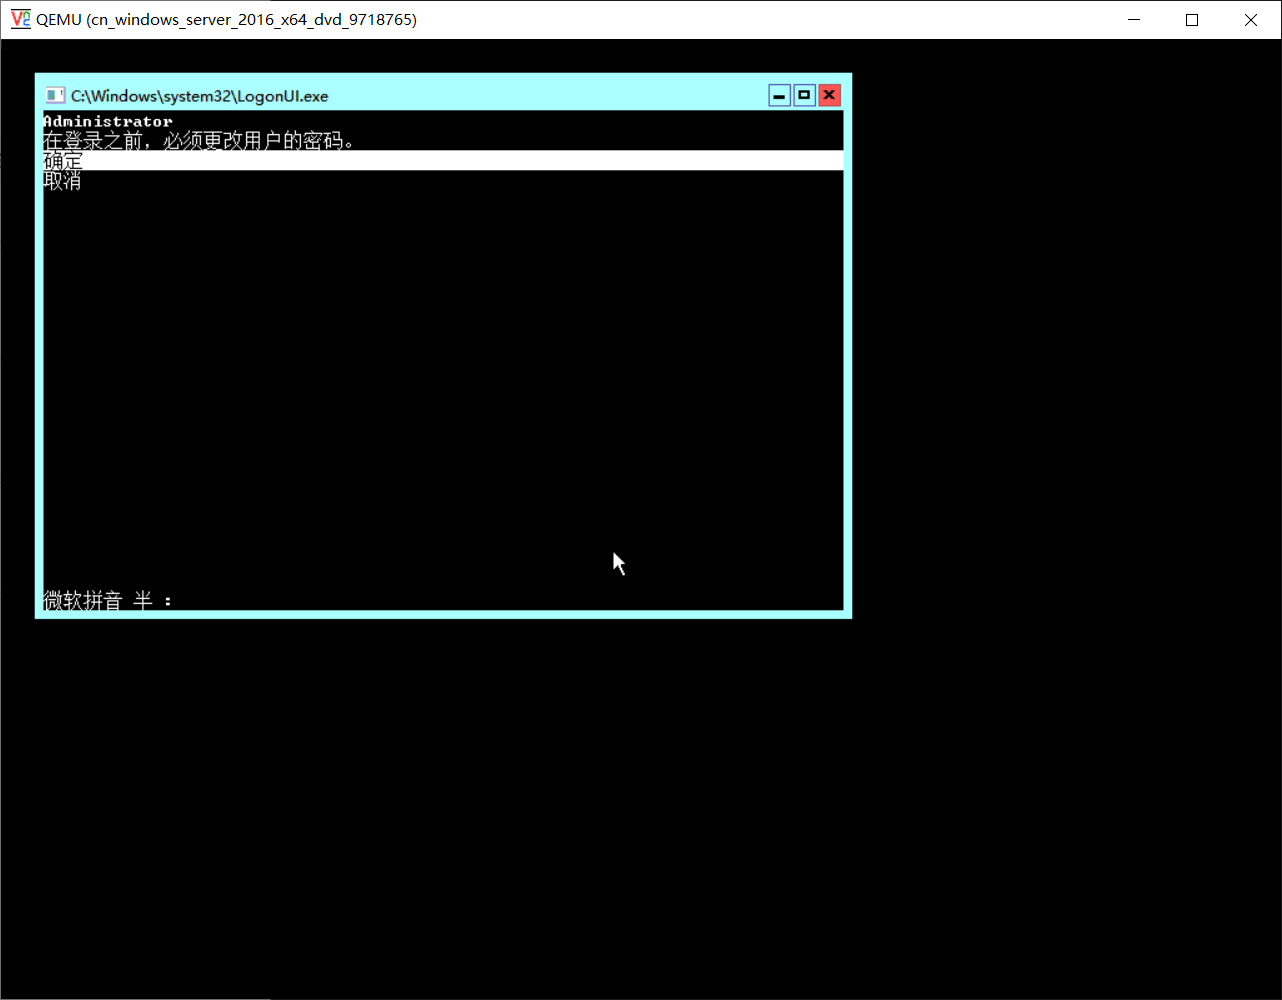 QEMU (cn_windows_server_2016_x64_dvd_9718765)
C:\Windows\system32\LogonUI.exe
Administrator
在登录之前，必须更改用户的密码。
确定
取消
微软拼音 半 :